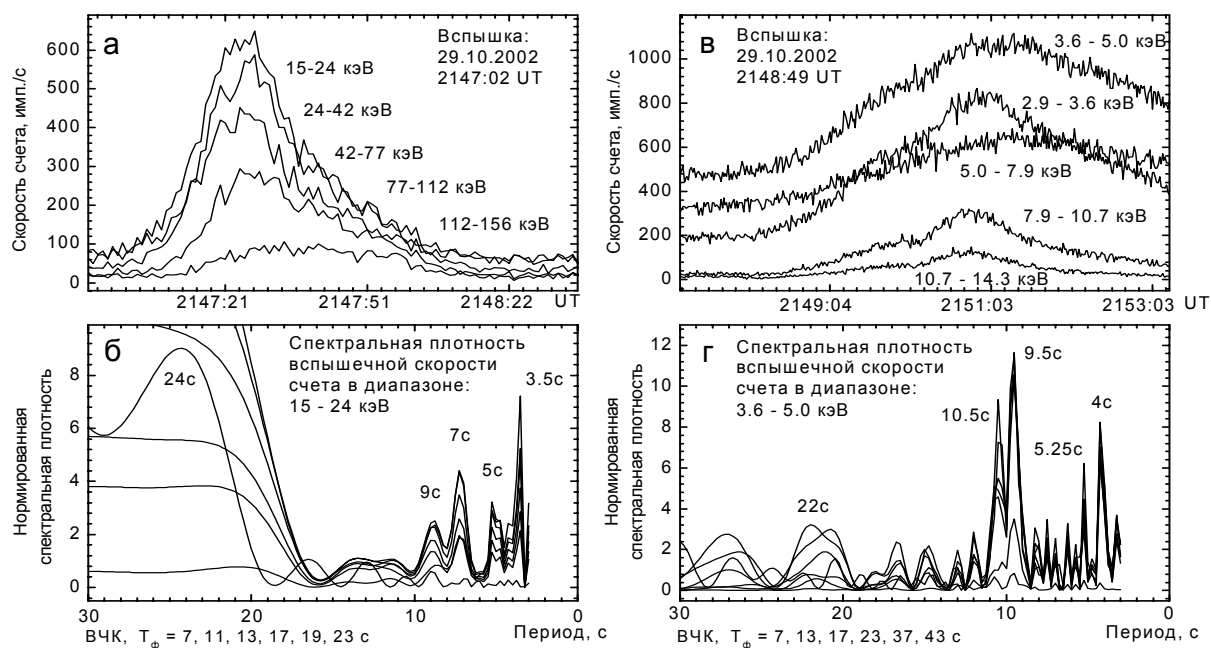 а
Вспышка:
29.10.2002
2147:02 UT
15-24 кэВ
24-42 кэВ
42-77 кэВ
77-112 кэВ
112-156 кэВ
Скорость счета, имп./с
600
500
400
300
200
100
0
2147:21 2147:51 2148:22 UT
в
Вспышка:
29.10.2002
2148:49 UT
3.6 - 5.0 кэВ
2.9 - 3.6 кэВ
5.0 - 7.9 кэВ
7.9 - 10.7 кэВ
10.7 - 14.3 кэВ
Скорость счета, имп./с
1000
800
600
400
200
0
2149:04 2151:03 2153:03 UT
б
Спектральная плотность
вспышечной скорости
счета в диапазоне:
15 - 24 кэВ
24с
9с
7с
5с
3.5с
Нормированная
спектральная плотность
8
6
4
2
0
30 20 10 0
ВЧК, Тф = 7, 11, 13, 17, 19, 23 с Период, с
г
Спектральная плотность
вспышечной скорости
счета в диапазоне:
3.6 - 5.0 кэВ
22с
10.5с
9.5с
5.25с
4с
Нормированная
спектральная плотность
12
10
8
6
4
2
0
30 20 10 0
ВЧК, Тф = 7, 13, 17, 23, 37, 43 с Период, с